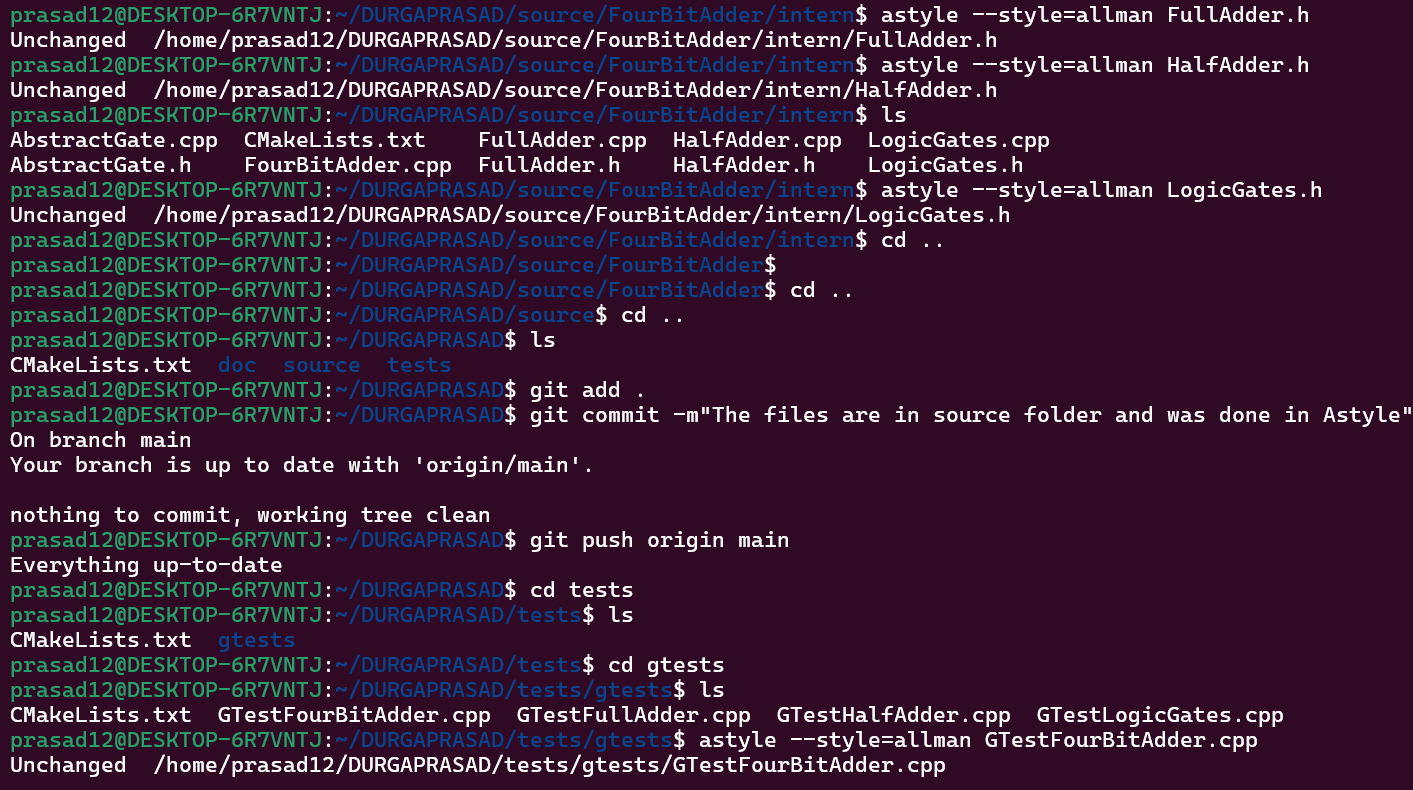 prasad12@DESKTOP-6R7VNTJ:~/DURGAPRASAD/source/FourBitAdder/intern$ astyle --style=allman FullAdder.h
Unchanged  /home/prasad12/DURGAPRASAD/source/FourBitAdder/intern/FullAdder.h
prasad12@DESKTOP-6R7VNTJ:~/DURGAPRASAD/source/FourBitAdder/intern$ astyle --style=allman HalfAdder.h
Unchanged  /home/prasad12/DURGAPRASAD/source/FourBitAdder/intern/HalfAdder.h
prasad12@DESKTOP-6R7VNTJ:~/DURGAPRASAD/source/FourBitAdder/intern$ ls
AbstractGate.cpp  CMakeLists.txt    FullAdder.cpp  HalfAdder.cpp  LogicGates.cpp
AbstractGate.h    FourBitAdder.cpp  FullAdder.h    HalfAdder.h    LogicGates.h
prasad12@DESKTOP-6R7VNTJ:~/DURGAPRASAD/source/FourBitAdder/intern$ astyle --style=allman LogicGates.h
Unchanged  /home/prasad12/DURGAPRASAD/source/FourBitAdder/intern/LogicGates.h
prasad12@DESKTOP-6R7VNTJ:~/DURGAPRASAD/source/FourBitAdder/intern$ cd ..
prasad12@DESKTOP-6R7VNTJ:~/DURGAPRASAD/source/FourBitAdder$
prasad12@DESKTOP-6R7VNTJ:~/DURGAPRASAD/source/FourBitAdder$ cd ..
prasad12@DESKTOP-6R7VNTJ:~/DURGAPRASAD/source$ cd ..
prasad12@DESKTOP-6R7VNTJ:~/DURGAPRASAD$ ls
CMakeLists.txt  doc  source  tests
prasad12@DESKTOP-6R7VNTJ:~/DURGAPRASAD$ git add .
prasad12@DESKTOP-6R7VNTJ:~/DURGAPRASAD$ git commit -m"The files are in source folder and was done in Astyle"
On branch main
Your branch is up to date with 'origin/main'.

nothing to commit, working tree clean
prasad12@DESKTOP-6R7VNTJ:~/DURGAPRASAD$ git push origin main
Everything up-to-date
prasad12@DESKTOP-6R7VNTJ:~/DURGAPRASAD$ cd tests
prasad12@DESKTOP-6R7VNTJ:~/DURGAPRASAD/tests$ ls
CMakeLists.txt  gtests
prasad12@DESKTOP-6R7VNTJ:~/DURGAPRASAD/tests$ cd gtests
prasad12@DESKTOP-6R7VNTJ:~/DURGAPRASAD/tests/gtests$ ls
CMakeLists.txt  GTestFourBitAdder.cpp  GTestFullAdder.cpp  GTestHalfAdder.cpp  GTestLogicGates.cpp
prasad12@DESKTOP-6R7VNTJ:~/DURGAPRASAD/tests/gtests$ astyle --style=allman GTestFourBitAdder.cpp
Unchanged  /home/prasad12/DURGAPRASAD/tests/gtests/GTestFourBitAdder.cpp